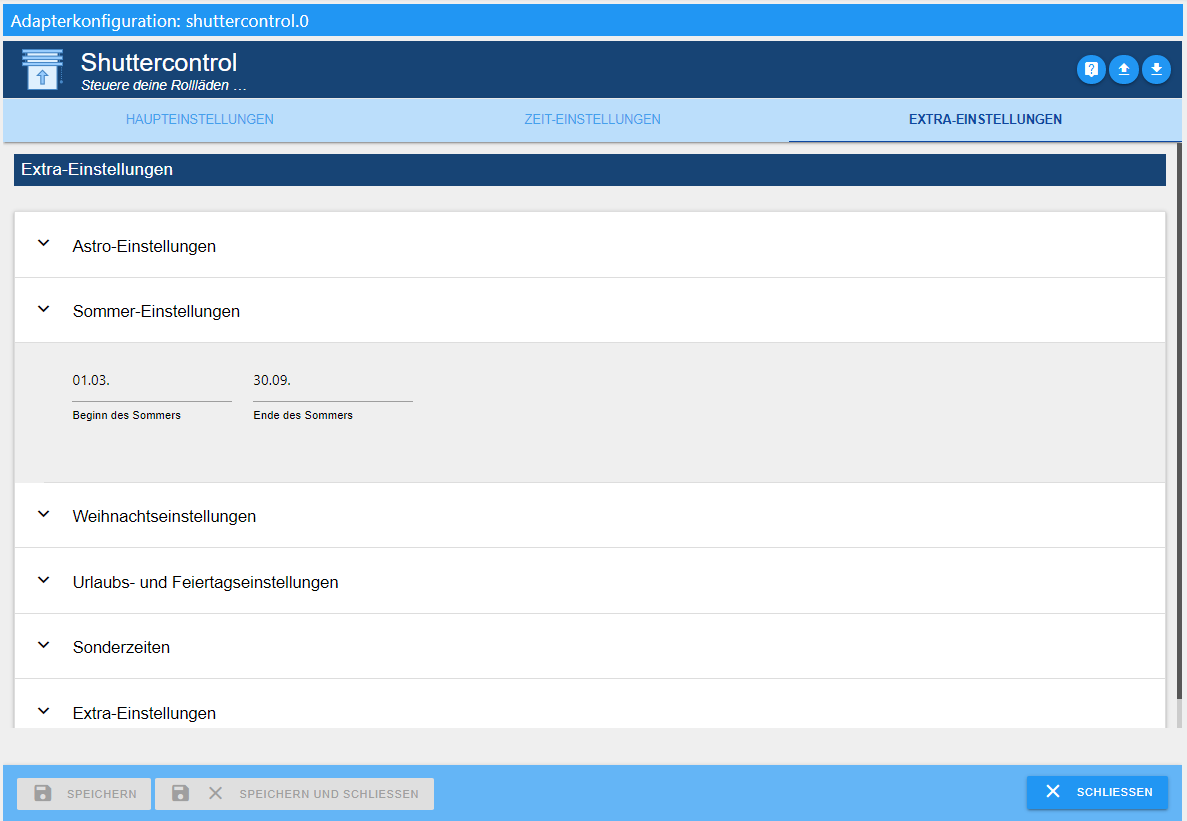 Adapterkonfiguration: shuttercontrol.0
Shuttercontrol
Steuere deine Rollläden ...
HAUPTEINSTELLUNGEN ZEIT-EINSTELLUNGEN EXTRA-EINSTELLUNGEN
Extra-Einstellungen
Astro-Einstellungen
Sommer-Einstellungen
01.03. 30.09.
Beginn des Sommers Ende des Sommers
Weihnachtseinstellungen
Urlaubs- und Feiertagseinstellungen
Sonderzeiten
Extra-Einstellungen
SPEICHERN SPEICHERN UND SCHLIESSEN SCHLIESSEN